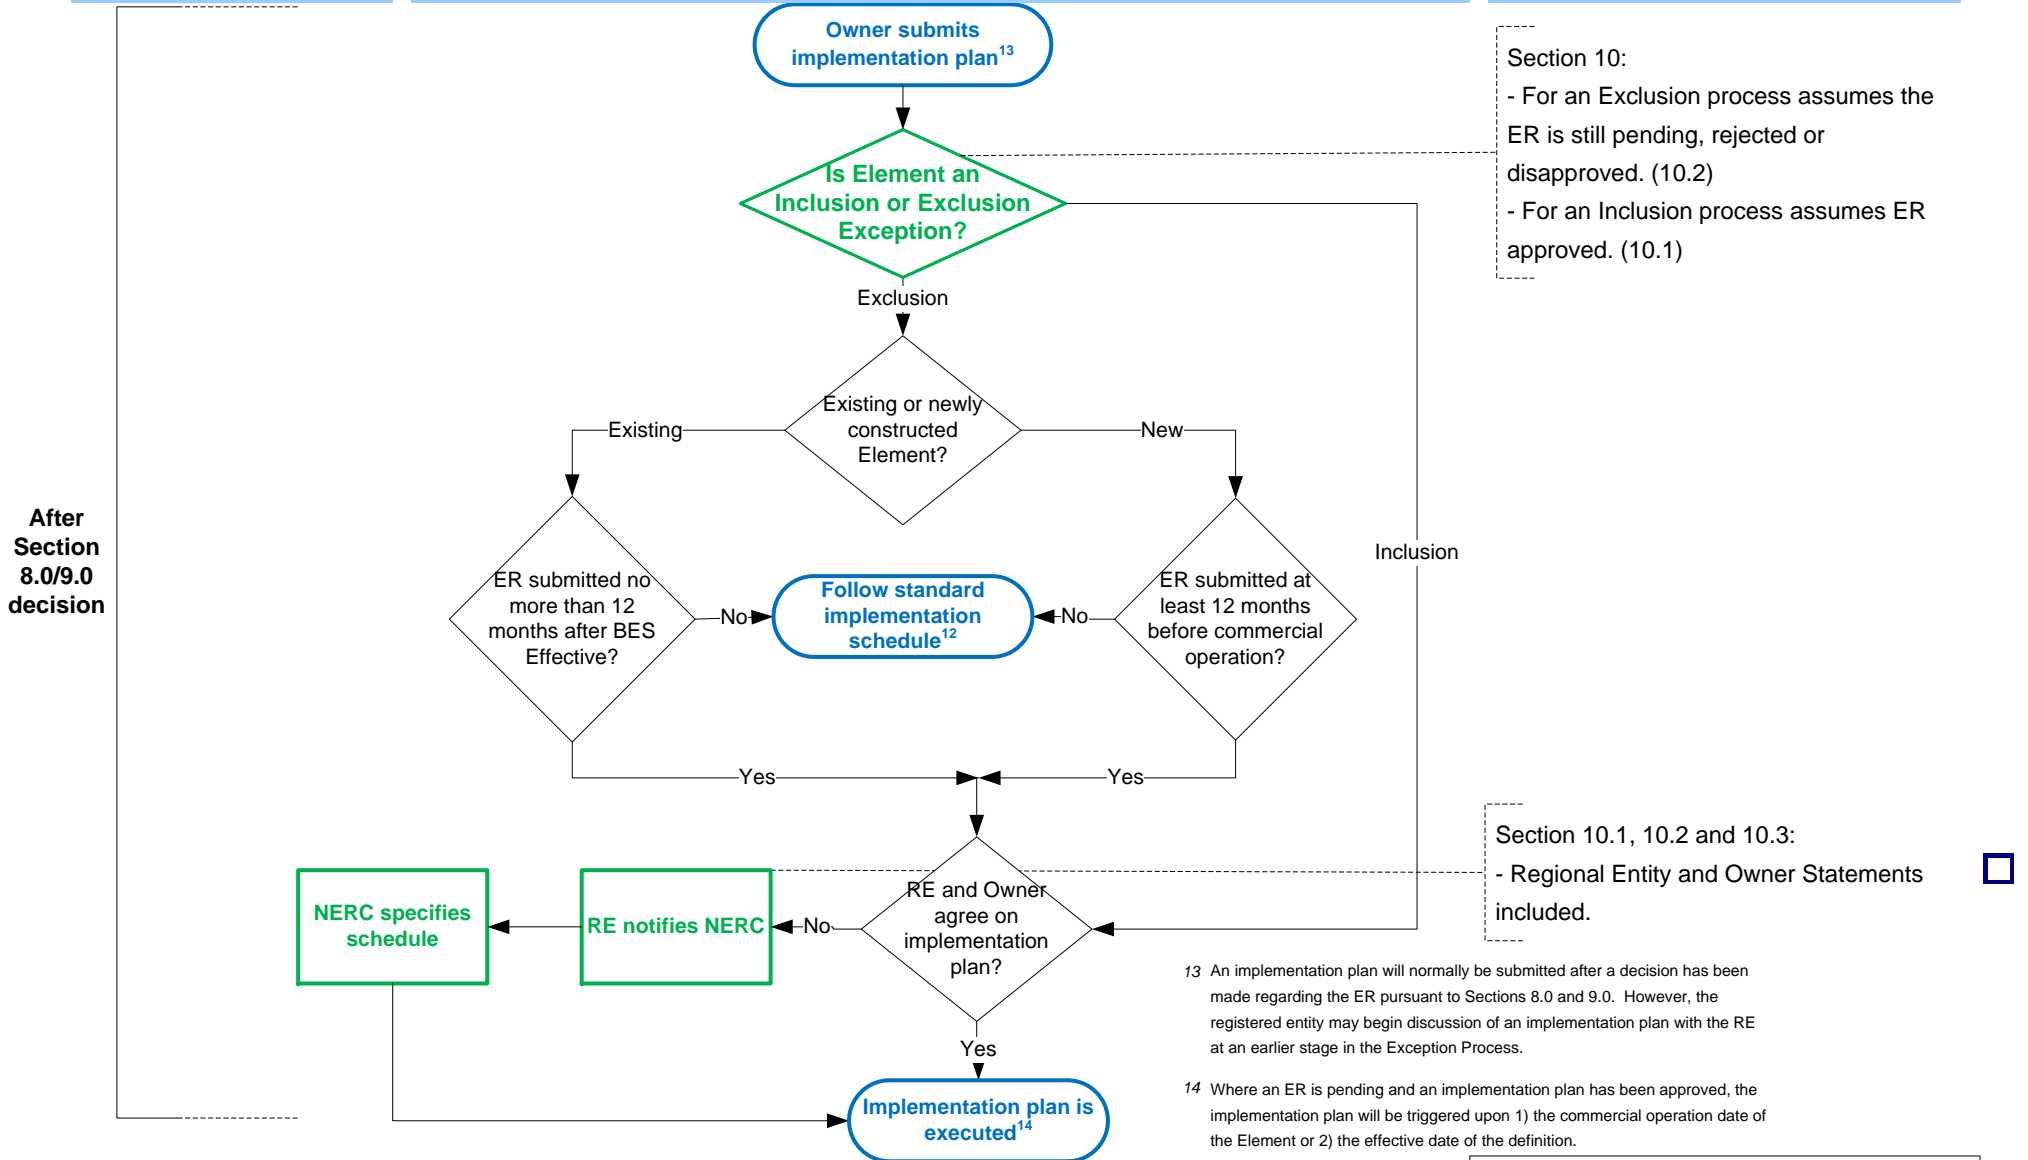 Owner submits
implementation plan13
Section 10:
- For an Exclusion process assumes the
ER is still pending, rejected or
disapproved. (10.2)
- For an Inclusion process assumes ER
approved. (10.1)
Is Element an
Inclusion or Exclusion
Exception?
Exclusion
Existing or newly
constructed
Element?
Existing
New
After
Section
8.0/9.0
decision
Inclusion
ER submitted no
more than 12
months after BES
Effective?
No
Follow standard
implementation
schedule12
No
ER submitted at
least 12 months
before commercial
operation?
Yes
Yes
Section 10.1, 10.2 and 10.3:
- Regional Entity and Owner Statements
included.
NERC specifies
schedule
RE notifies NERC
No
RE and Owner
agree on
implementation
plan?
Yes
Implementation plan is
executed14
13 An implementation plan will normally be submitted after a decision has been
made regarding the ER pursuant to Sections 8.0 and 9.0. However, the
registered entity may begin discussion of an implementation plan with the RE
at an earlier stage in the Exception Process.
14 Where an ER is pending and an implementation plan has been approved, the
implementation plan will be triggered upon 1) the commercial operation date of
the Element or 2) the effective date of the definition.